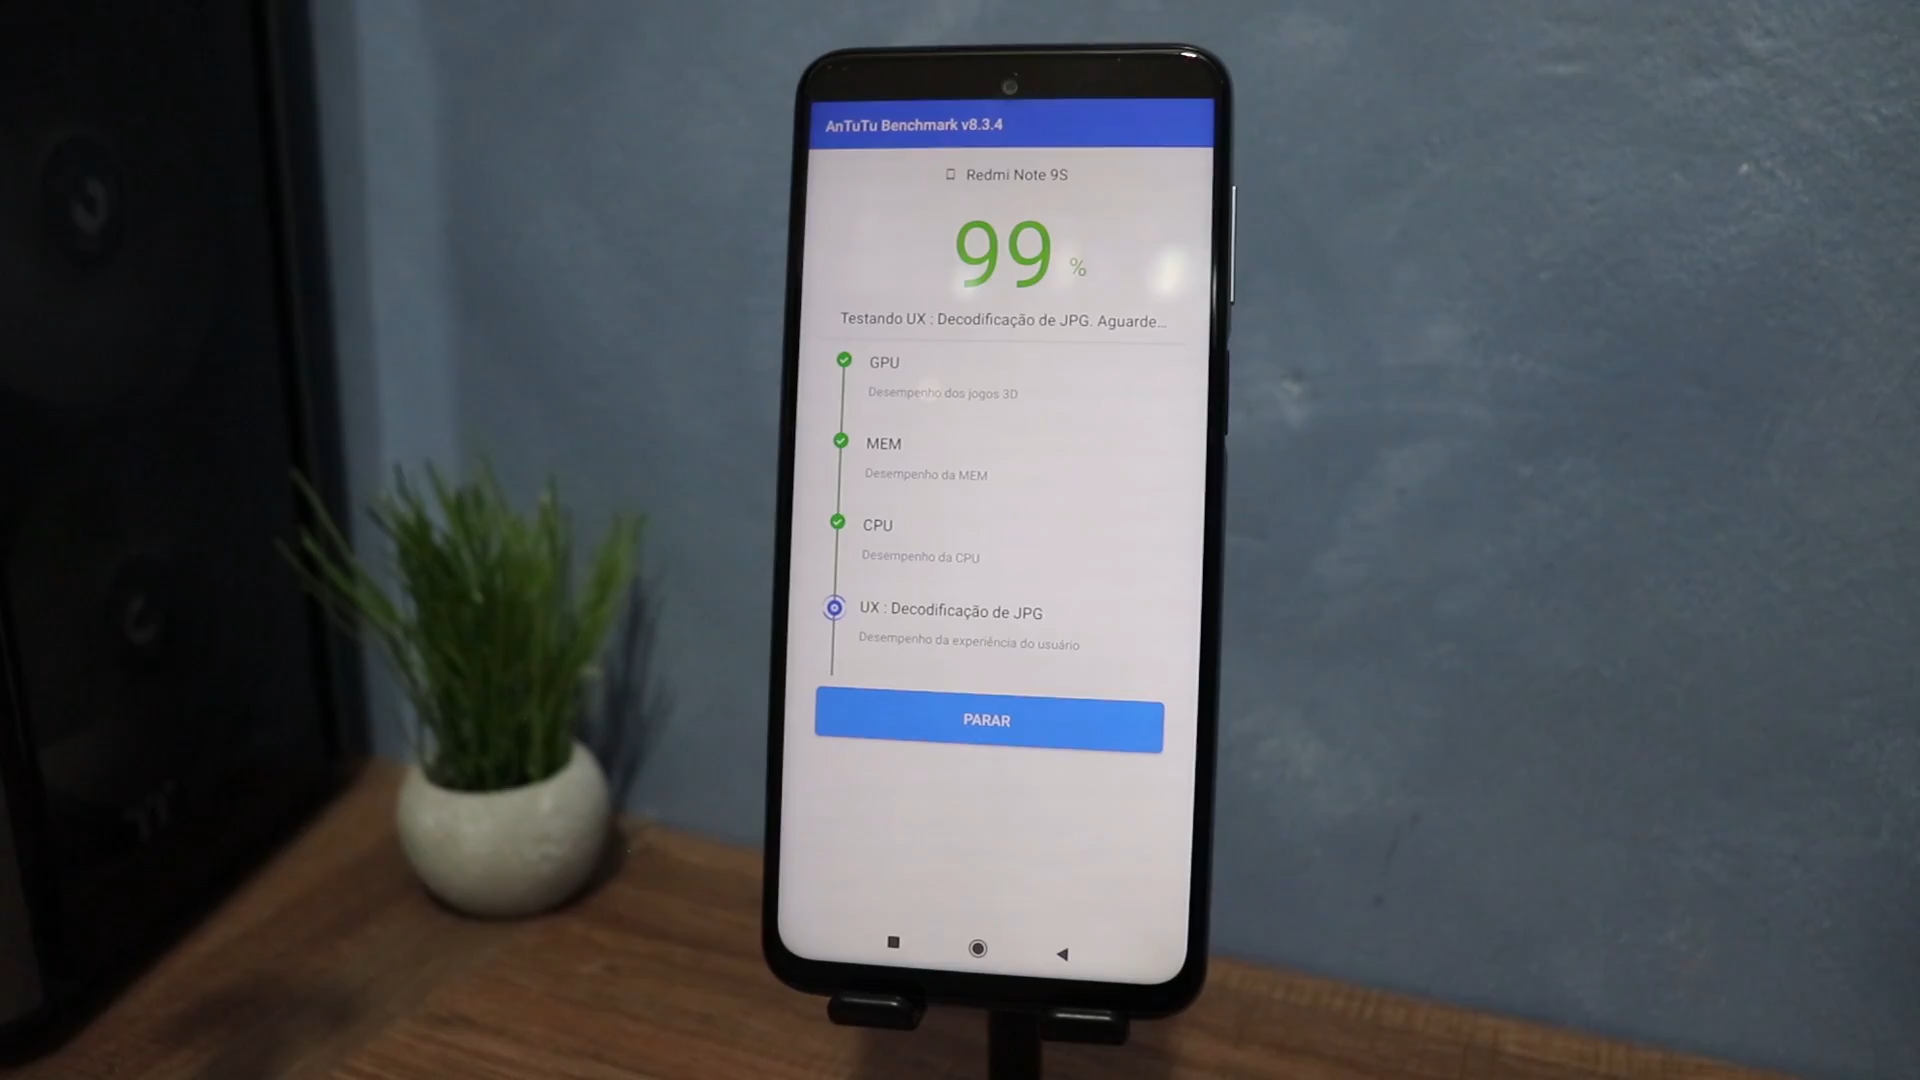 AnTuTu Benchmark v8.3.4
Redmi Note 9S
99 %
Testando UX : Decodificação de JPG. Aguarde...
GPU
Desempenho dos jogos 3D
MEM
Desempenho da MEM
CPU
Desempenho da CPU
UX : Decodificação de JPG
Desempenho da experiência do usuário
PARAR